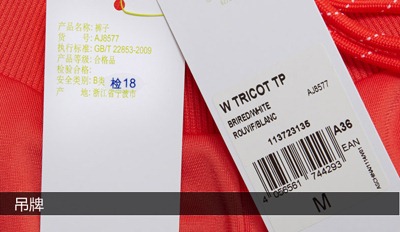 品 名: 裤子
货 号: AJ8577
执行标准: GB/T 22853-2009
产品等级: 合格品
检验合格:
安全类别: B类
检18
产 地: 浙江省宁波市
W TRICOT TP
AJ8577
BRIRED/WHITE
ROUVIF/BLANC
113723135
A36
EAN
4 056561 744293
M
吊牌